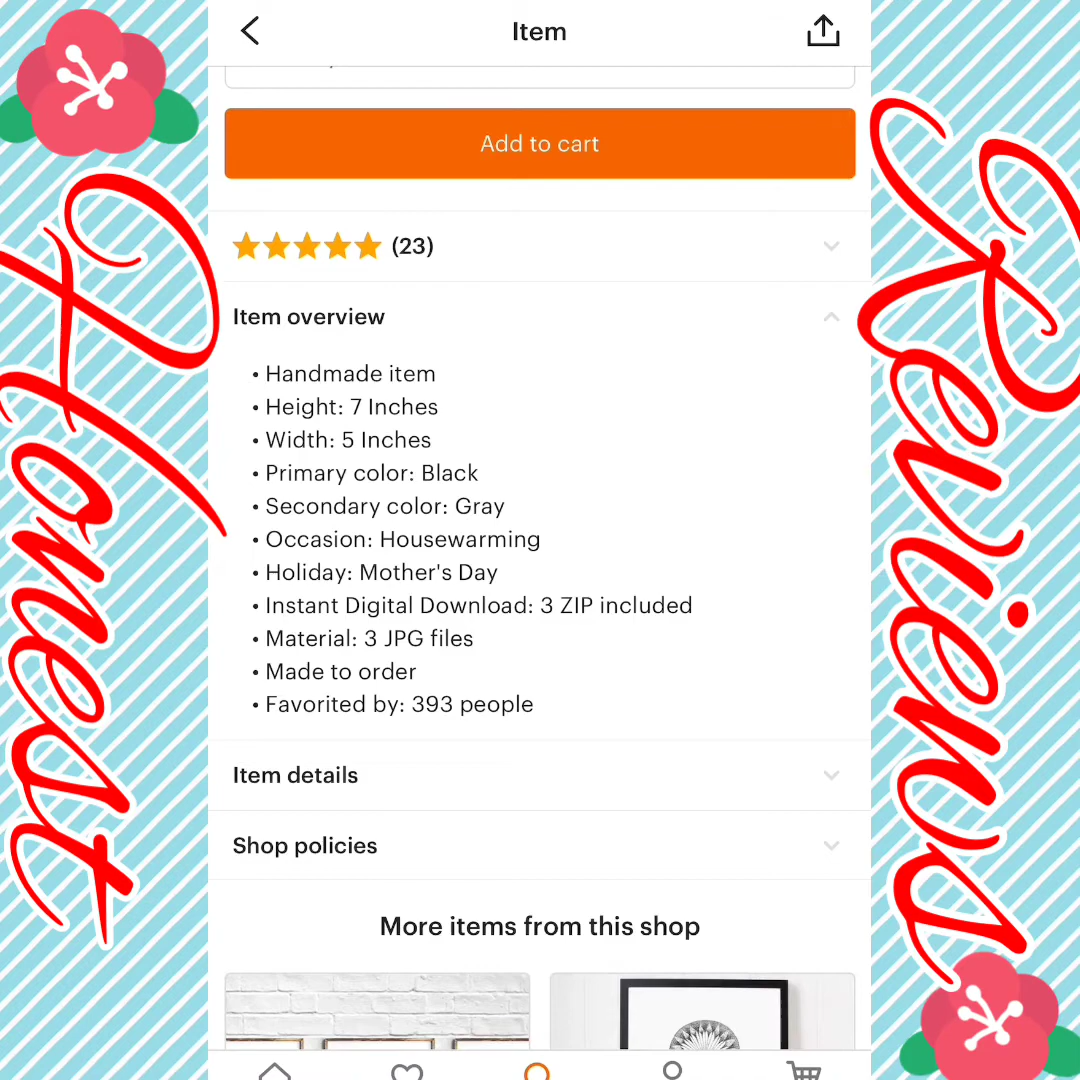 Item
Add to cart
(23)
Item overview
• Handmade item
• Height: 7 Inches
• Width: 5 Inches
• Primary color: Black
• Secondary color: Gray
• Occasion: Housewarming
• Holiday: Mother's Day
• Instant Digital Download: 3 ZIP included
• Material: 3 JPG files
• Made to order
• Favorited by: 393 people
Item details
Shop policies
More items from this shop
Honest
Reviews